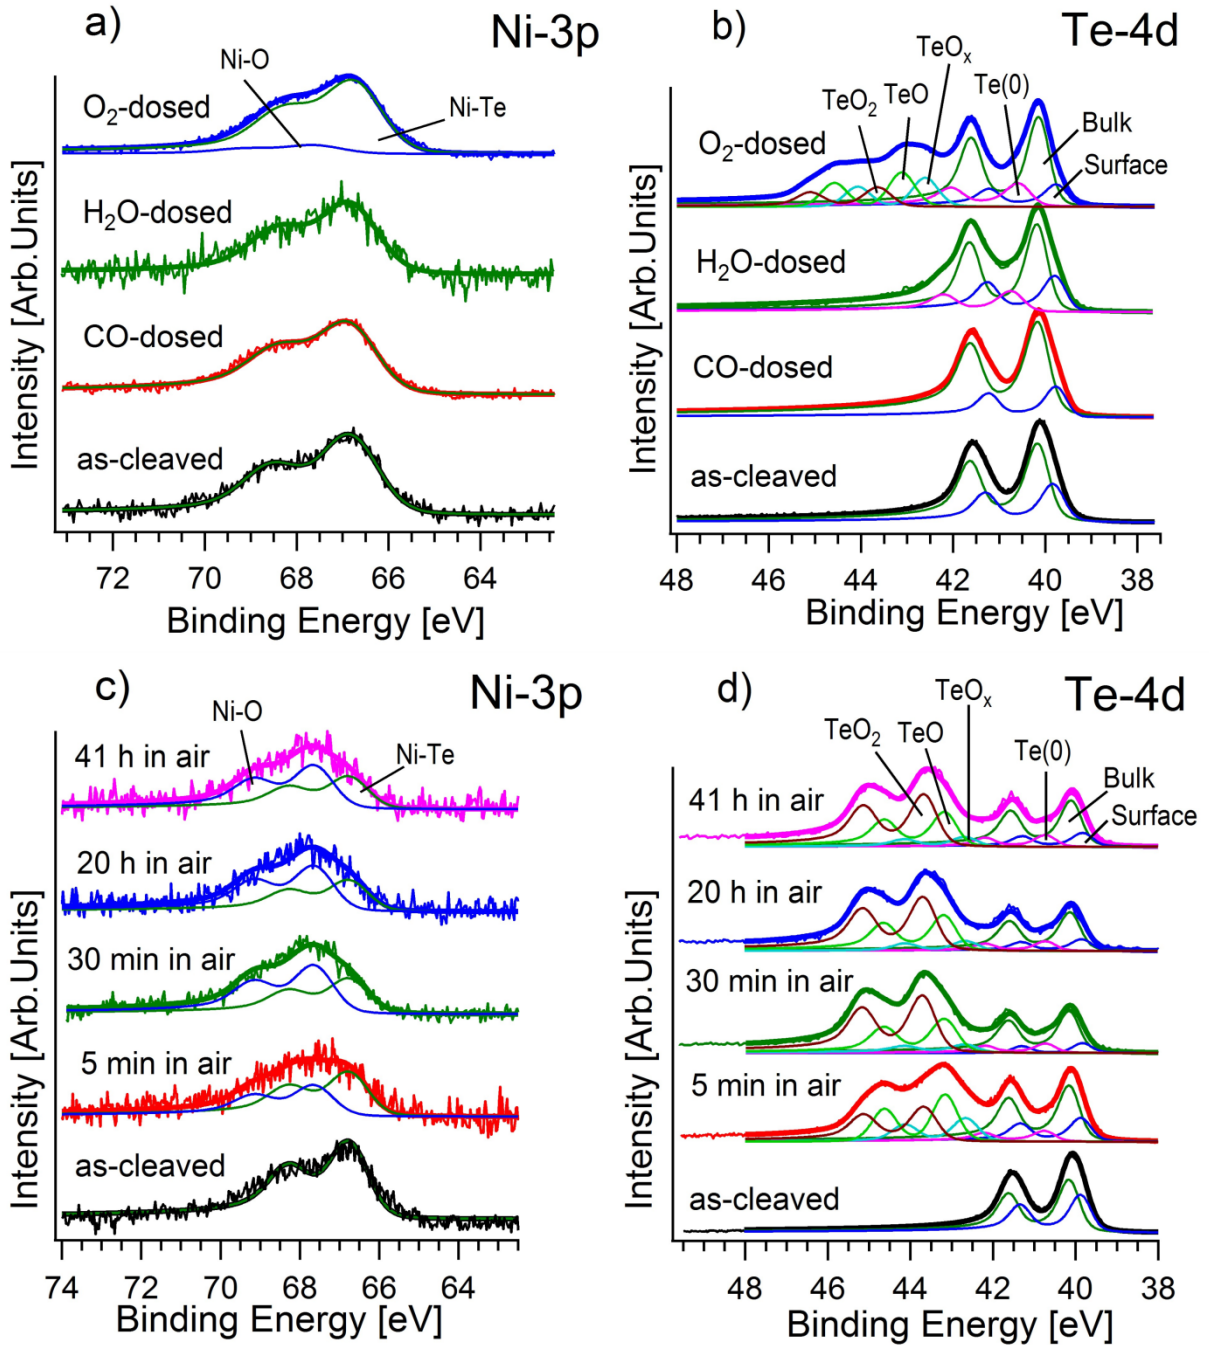 a)
Ni-3p
Ni-O
O₂-dosed
Ni-Te
H₂O-dosed
CO-dosed
as-cleaved
Intensity [Arb.Units]
72 70 68 66 64
Binding Energy [eV]
b)
Te-4d
TeOₓ
TeO₂ TeO Te(0)
O₂-dosed
Bulk
Surface
H₂O-dosed
CO-dosed
as-cleaved
Intensity [Arb.Units]
48 46 44 42 40 38
Binding Energy [eV]
c)
Ni-3p
Ni-O
41 h in air
Ni-Te
20 h in air
30 min in air
5 min in air
as-cleaved
Intensity [Arb.Units]
74 72 70 68 66 64
Binding Energy [eV]
d)
Te-4d
TeOₓ
TeO₂ TeO Te(0)
41 h in air
Bulk
Surface
20 h in air
30 min in air
5 min in air
as-cleaved
Intensity [Arb.Units]
48 46 44 42 40 38
Binding Energy [eV]